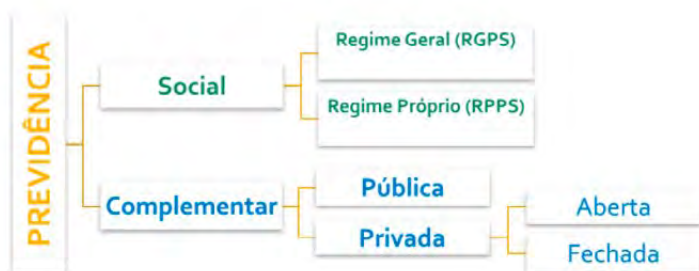 PREVIDÊNCIA
Social
Regime Geral (RGPS)
Regime Próprio (RPPS)
Complementar
Pública
Privada
Aberta
Fechada